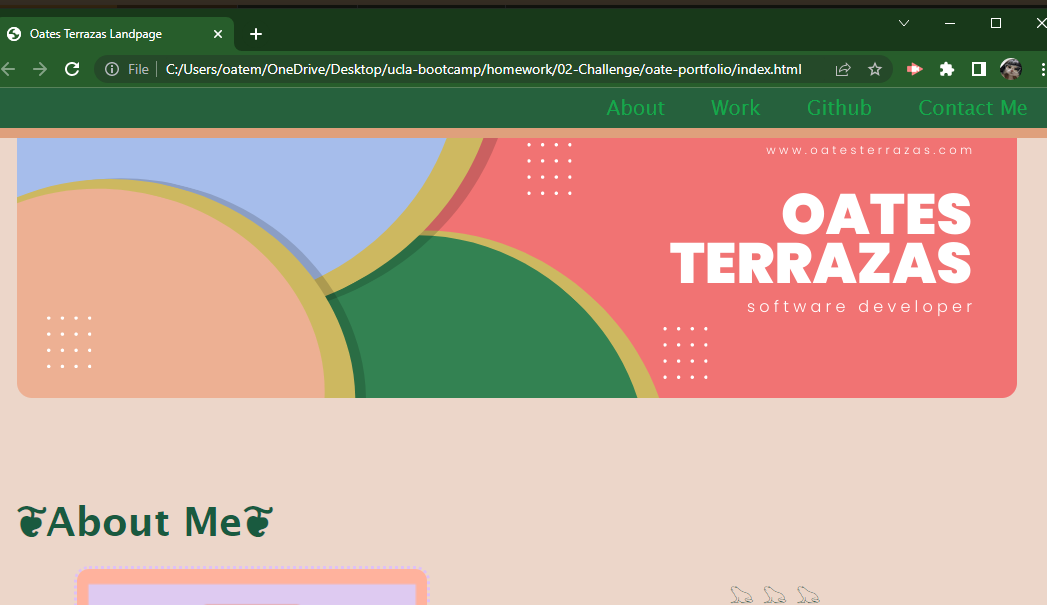 Oates Terrazas Landpage
File C:/Users/oatem/OneDrive/Desktop/ucla-bootcamp/homework/02-Challenge/oate-portfolio/index.html
About Work Github Contact Me
www.oatesterrazas.com
OATES
TERRAZAS
software developer
❦About Me❦